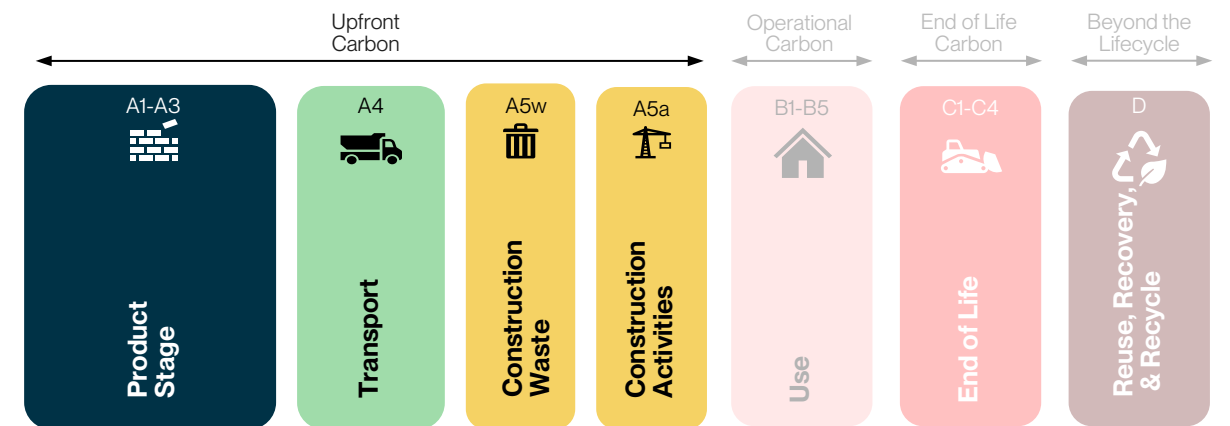 Upfront
Carbon
Operational
Carbon
End of Life
Carbon
Beyond the
Lifecycle
A1-A3
A4
A5w
A5a
B1-B5
C1-C4
D
Product
Stage
Transport
Construction
Waste
Construction
Activities
Use
End of Life
Reuse, Recovery,
& Recycle